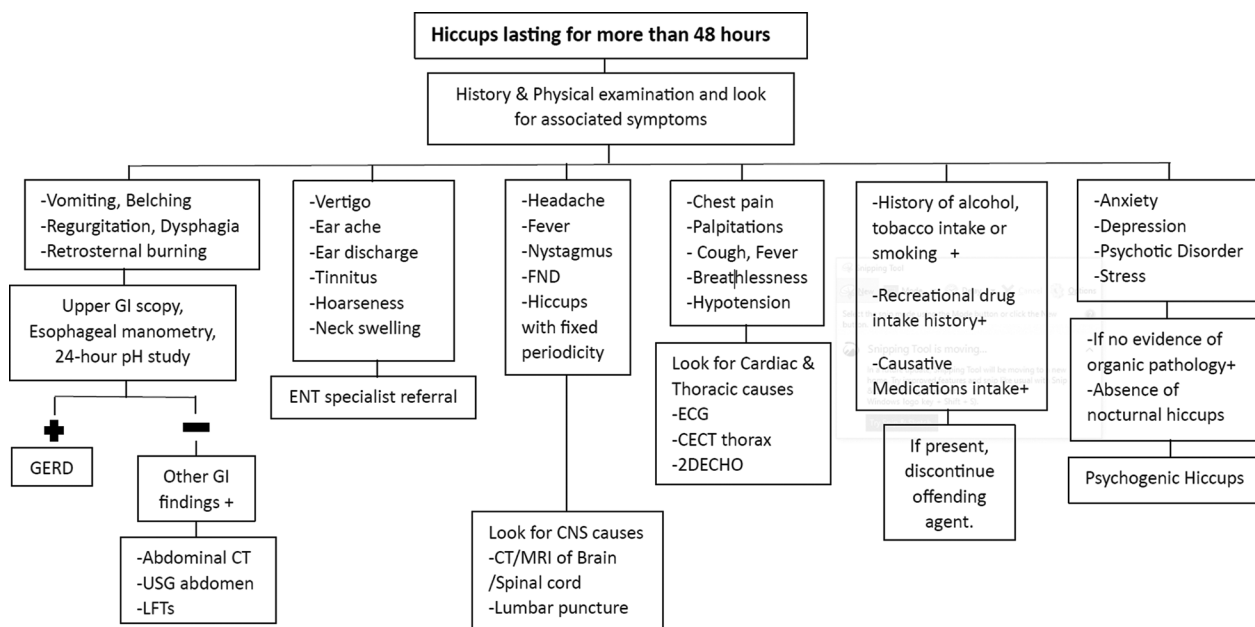 Hiccups lasting for more than 48 hours
History & Physical examination and look
for associated symptoms
-Vomiting, Belching
-Regurgitation, Dysphagia
-Retrosternal burning
Upper GI scopy,
Esophageal manometry,
24-hour pH study
GERD
Other GI
findings +
-Abdominal CT
-USG abdomen
-LFTs
-Vertigo
-Ear ache
-Ear discharge
-Tinnitus
-Hoarseness
-Neck swelling
ENT specialist referral
-Headache
-Fever
-Nystagmus
-FND
-Hiccups
with fixed
periodicity
Look for CNS causes
-CT/MRI of Brain
/Spinal cord
-Lumbar puncture
-Chest pain
-Palpitations
- Cough, Fever
-Breathlessness
-Hypotension
Look for Cardiac &
Thoracic causes
-ECG
-CECT thorax
-2DECHO
-History of alcohol,
tobacco intake or
smoking +
-Recreational drug
intake history+
-Causative
Medications intake+
If present,
discontinue
offending
agent.
-Anxiety
-Depression
-Psychotic Disorder
-Stress
-If no evidence of
organic pathology+
-Absence of
nocturnal hiccups
Psychogenic Hiccups
Snipping Tool
Snipping Tool is moving...